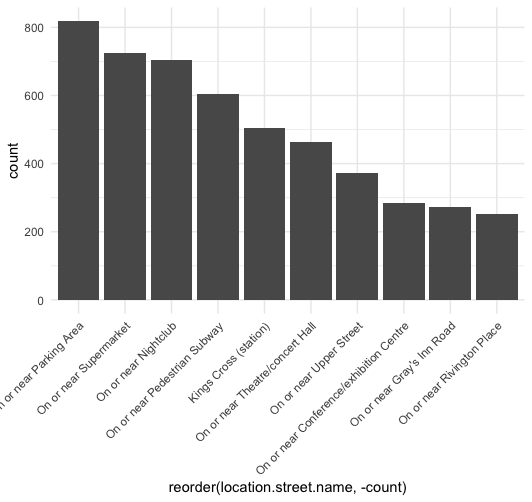 800
600
400
200
0
count
n or near Parking Area
On or near Supermarket
On or near Nightclub
On or near Pedestrian Subway
Kings Cross (station)
On or near Theatre/concert Hall
On or near Upper Street
On or near Conference/exhibition Centre
On or near Gray's Inn Road
On or near Rivington Place
reorder(location.street.name, -count)